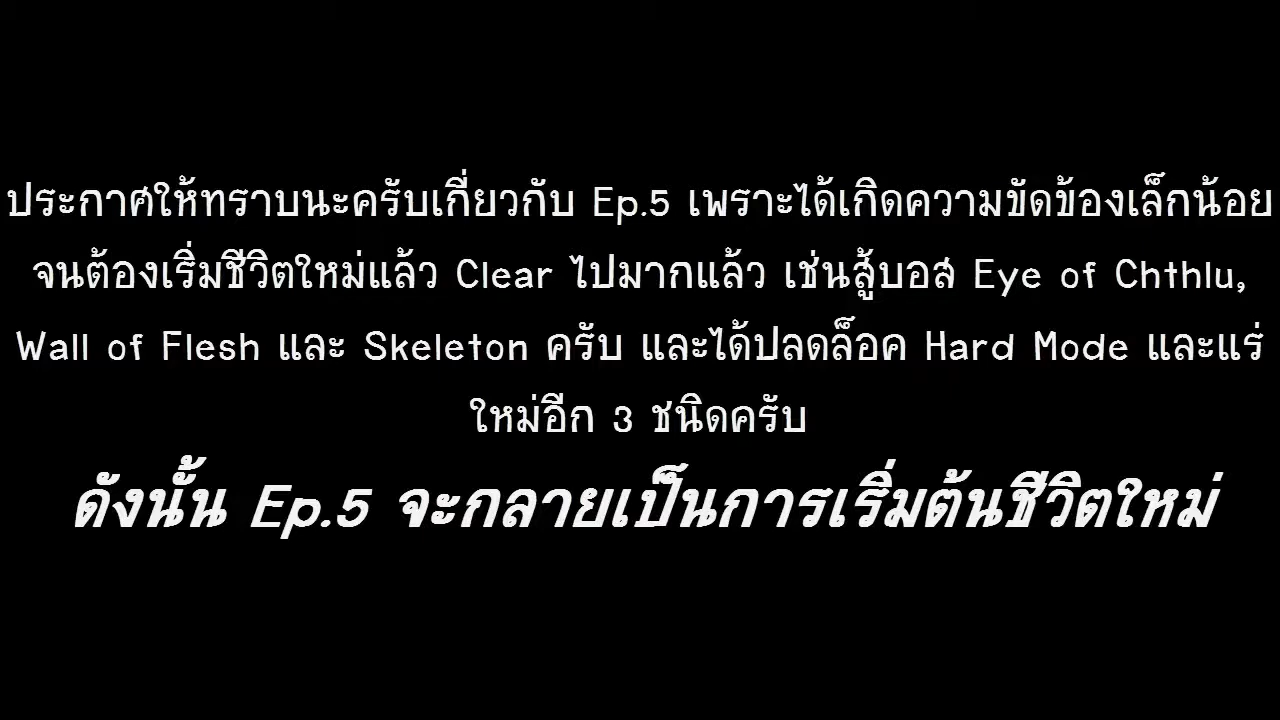 ประกาศให้ทราบนะครับเกี่ยวกับ Ep.5 เพราะได้เกิดความขัดข้องเล็กน้อย
จนต้องเริ่มชีวิตใหม่แล้ว Clear ไปมากแล้ว เช่นสู้บอส Eye of Chthlu,
Wall of Flesh และ Skeleton ครับ และได้ปลดล็อค Hard Mode และแร่
ใหม่อีก 3 ชนิดครับ
ดังนั้น Ep.5 จะกลายเป็นการเริ่มต้นชีวิตใหม่